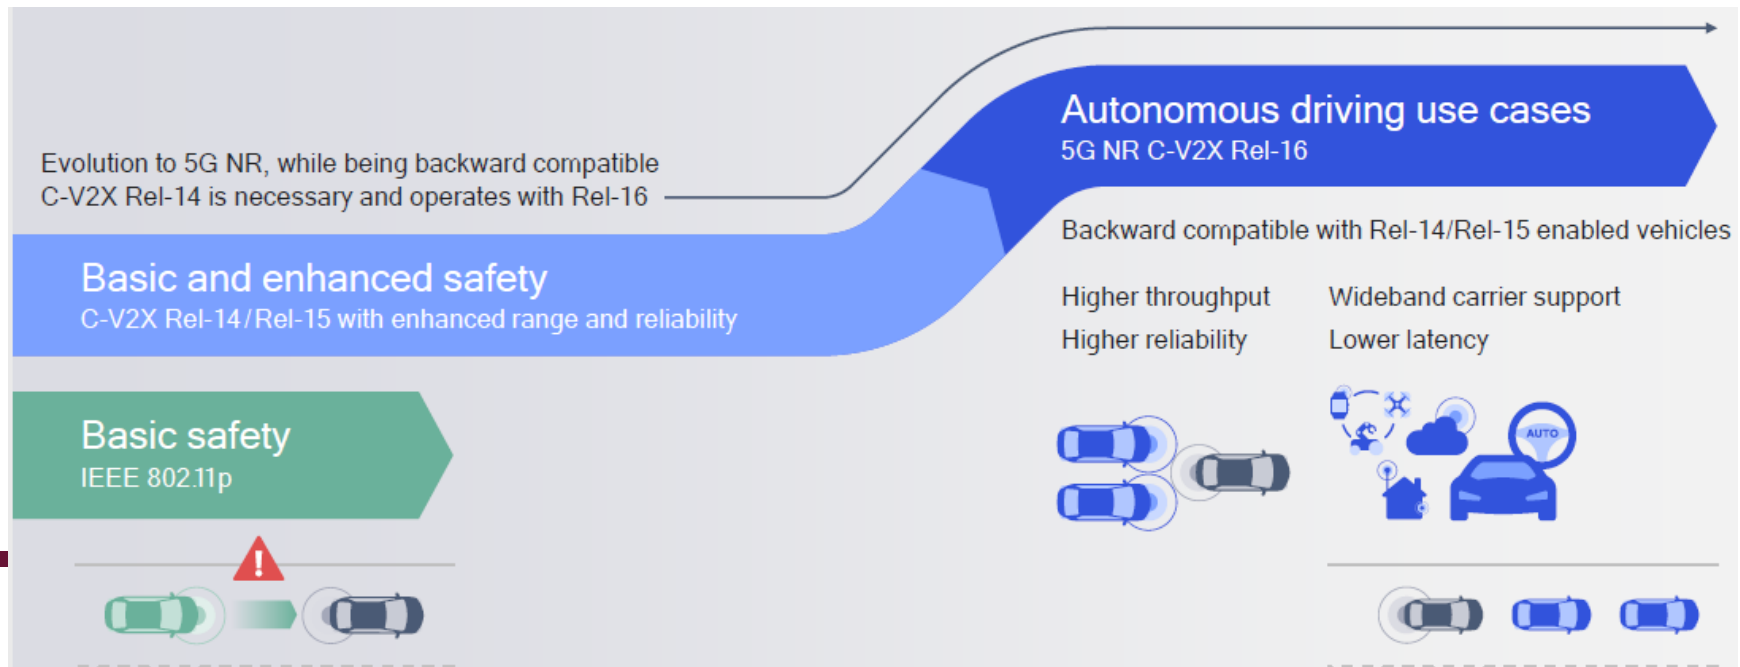 Evolution to 5G NR, while being backward compatible
C-V2X Rel-14 is necessary and operates with Rel-16
Autonomous driving use cases
5G NR C-V2X Rel-16
Basic and enhanced safety
C-V2X Rel-14/Rel-15 with enhanced range and reliability
Backward compatible with Rel-14/Rel-15 enabled vehicles
Higher throughput
Wideband carrier support
Higher reliability
Lower latency
Basic safety
IEEE 802.11p
AUTO
!